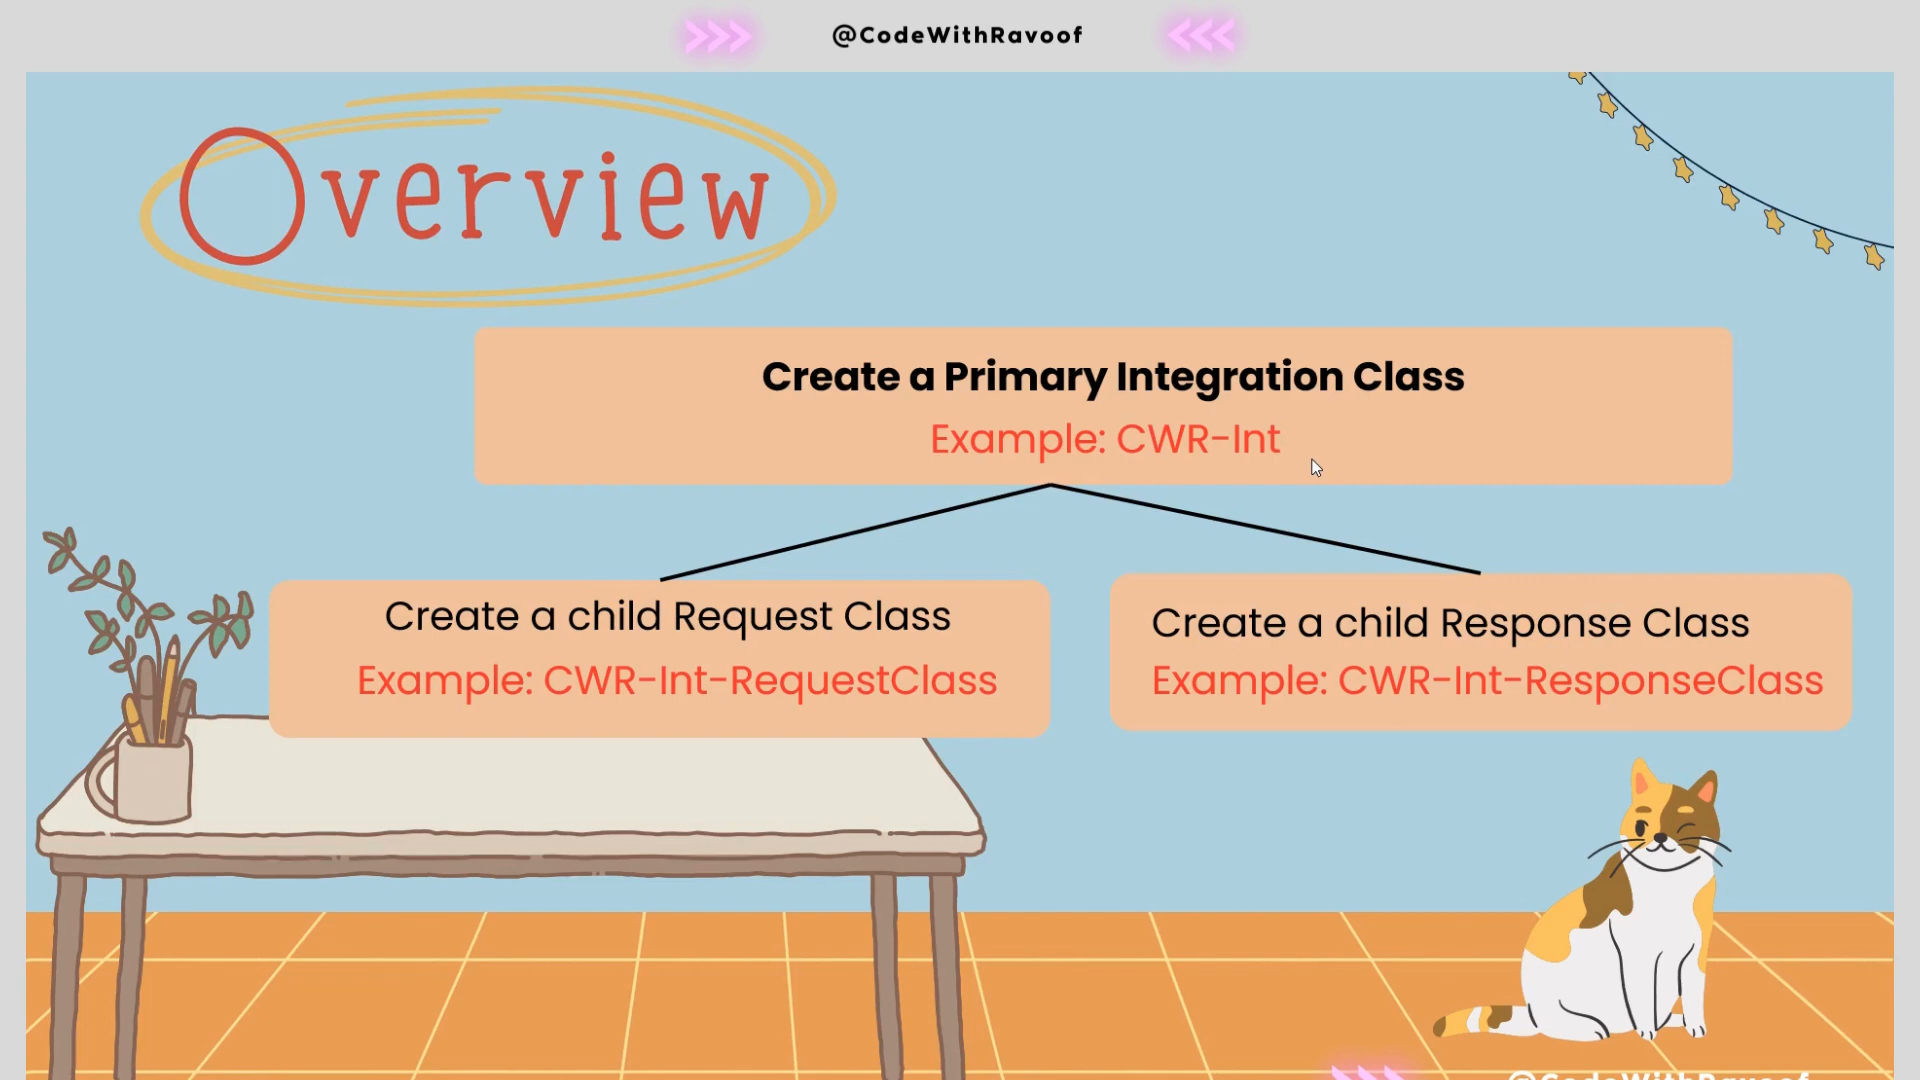 @CodeWithRavoof
Overview
Create a Primary Integration Class
Example: CWR-Int
Create a child Request Class
Example: CWR-Int-RequestClass
Create a child Response Class
Example: CWR-Int-ResponseClass
@CodeWithRavoof